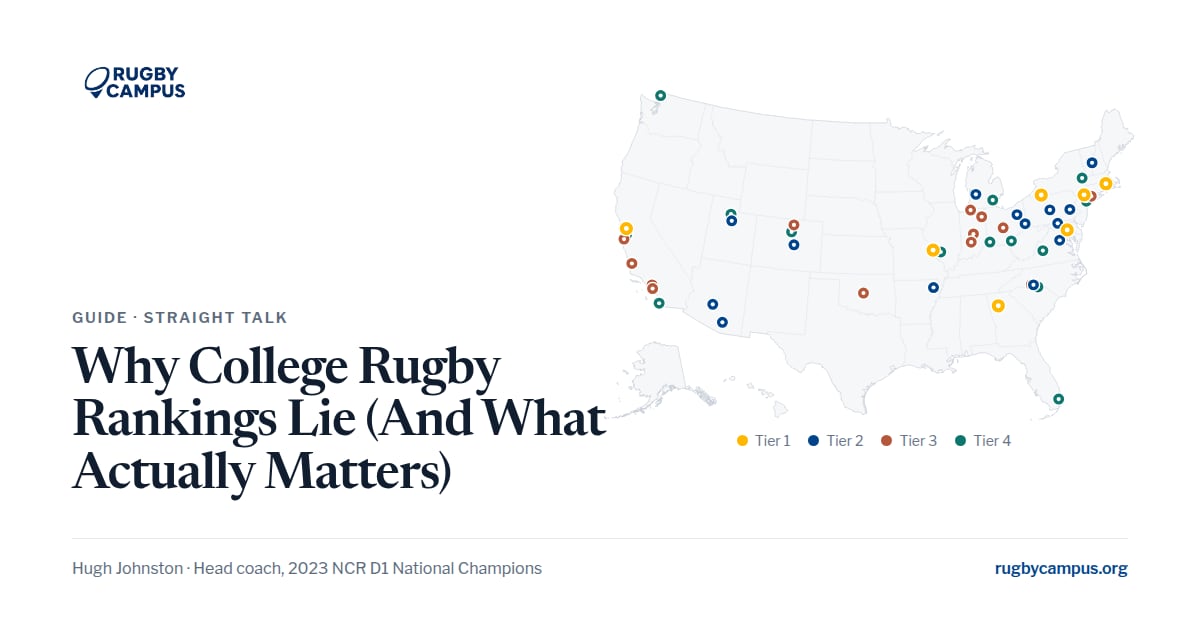 RUGBY
CAMPUS
GUIDE · STRAIGHT TALK
Why College Rugby
Rankings Lie (And What
Actually Matters)
Tier 1 Tier 2 Tier 3 Tier 4
Hugh Johnston · Head coach, 2023 NCR D1 National Champions
rugbycampus.org